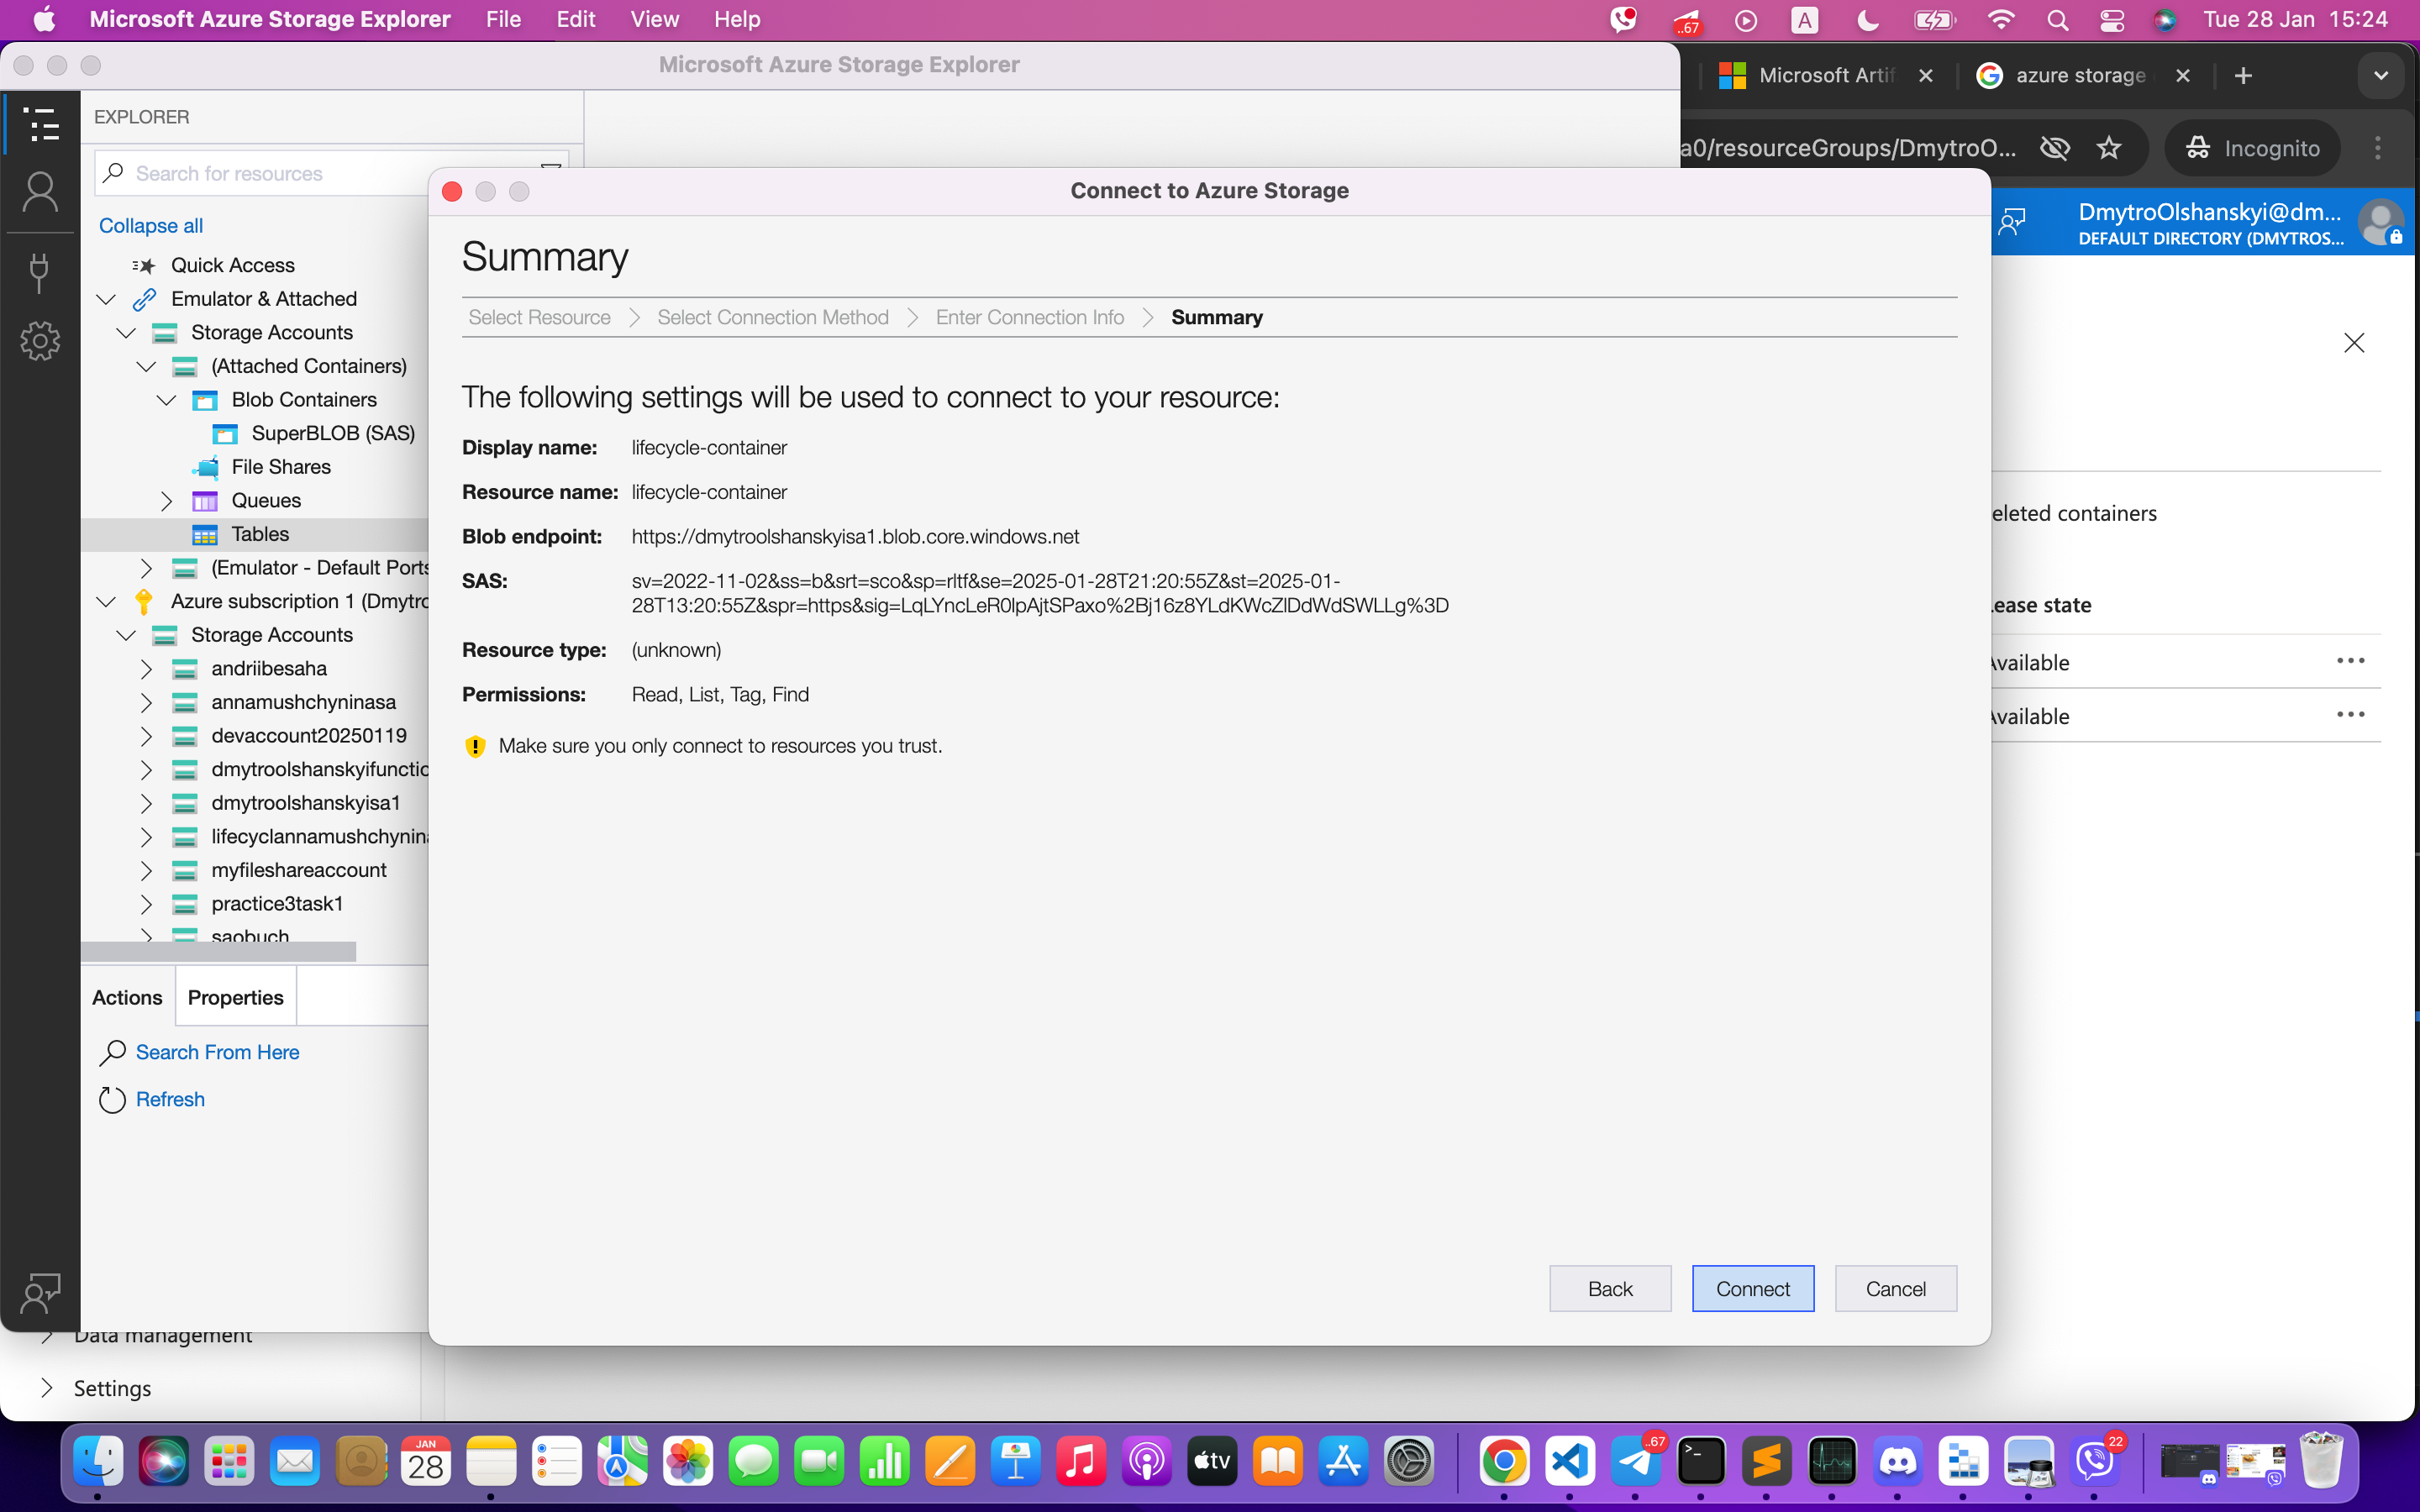 Microsoft Azure Storage Explorer File Edit View Help
..67
A
Tue 28 Jan 15:24
Microsoft Azure Storage Explorer
Microsoft Artif
azure storage
a0/resourceGroups/DmytroO...
Incognito
DmytroOlshanskyi@dm...
DEFAULT DIRECTORY (DMYTROS...
EXPLORER
Search for resources
Collapse all
Quick Access
Emulator & Attached
Storage Accounts
(Attached Containers)
Blob Containers
SuperBLOB (SAS)
File Shares
Queues
Tables
(Emulator - Default Ports
Azure subscription 1 (Dmytro
Storage Accounts
andriibesaha
annamushchyninasa
devaccount20250119
dmytroolshanskyifunctio
dmytroolshanskyisa1
lifecyclannamushchynina
myfileshareaccount
practice3task1
saobuch
Actions
Properties
Search From Here
Refresh
Data management
Settings
Connect to Azure Storage
Summary
Select Resource > Select Connection Method > Enter Connection Info > Summary
The following settings will be used to connect to your resource:
Display name: lifecycle-container
Resource name: lifecycle-container
Blob endpoint: https://dmytroolshanskyisa1.blob.core.windows.net
SAS: sv=2022-11-02&ss=b&srt=sco&sp=rltf&se=2025-01-28T21:20:55Z&st=2025-01-
28T13:20:55Z&spr=https&sig=LqLYncLeR0lpAjtSPaxo%2Bj16z8YLdKWcZlDdWdSWLLg%3D
Resource type: (unknown)
Permissions: Read, List, Tag, Find
Make sure you only connect to resources you trust.
Back
Connect
Cancel
eleted containers
Lease state
Available
Available
JAN
28
tv
..67
22